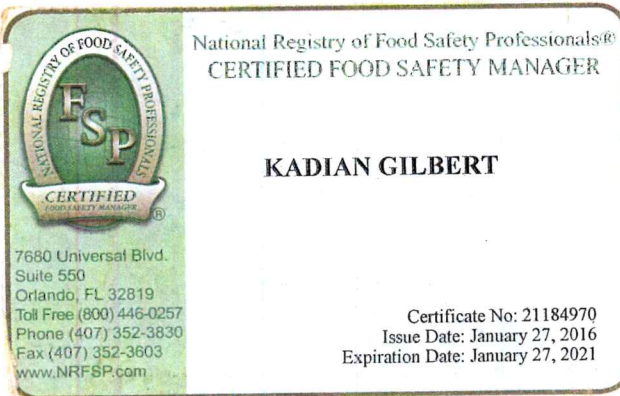 NATIONAL REGISTRY OF FOOD SAFETY PROFESSIONALS
FSP
CERTIFIED
FOOD SAFETY MANAGER
®
7680 Universal Blvd.
Suite 550
Orlando, FL 32819
Toll Free (800) 446-0257
Phone (407) 352-3830
Fax (407) 352-3603
www.NRFSP.com
National Registry of Food Safety Professionals®
CERTIFIED FOOD SAFETY MANAGER
KADIAN GILBERT
Certificate No: 21184970
Issue Date: January 27, 2016
Expiration Date: January 27, 2021